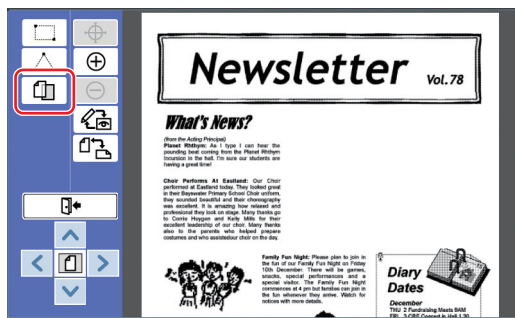 Newsletter Vol.78
What's News?
(from the Acting Principal)
Planet Rhthym: As I type I can hear the
pounding beat coming from the Planet Rhthym
incursion in the hall. I'm sure our students are
having a great time!
Choir Performs At Eastland: Our Choir
performed at Eastland today. They looked great
in their Bayswater Primary School Choir uniform,
they sounded beautiful and their choreography
was excellent. It is amazing how relaxed and
professional they look on stage. Many thanks go
to Carrie Huygen and Kelly Mills for their
excellent leadership of our choir. Many thanks
also to the parents who helped prepare
costumes and who assistedour choir on the day.
Family Fun Night: Please plan to join in
the fun of our Family Fun Night on Friday
10th December. There will be games,
snacks, special performances and a
special visitor. The Family Fun Night
commences at 4 pm but families can join in
the fun whenever they arrive. Watch for
notices with more details.
Diary
Dates
December
THU 2 Fundraising Meets 9AM